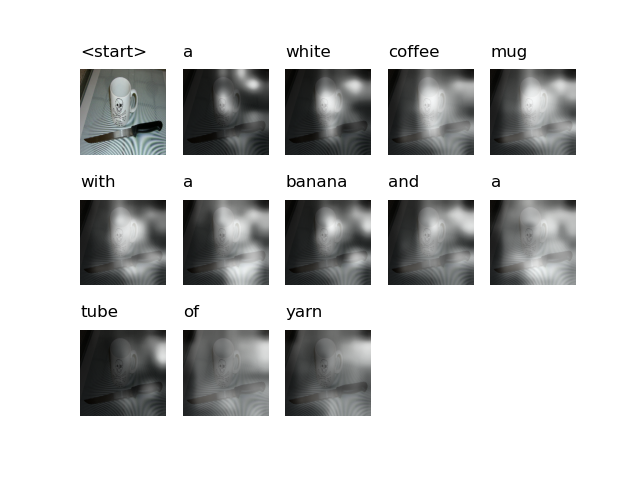 <start> a white coffee mug
with a banana and a
tube of yarn